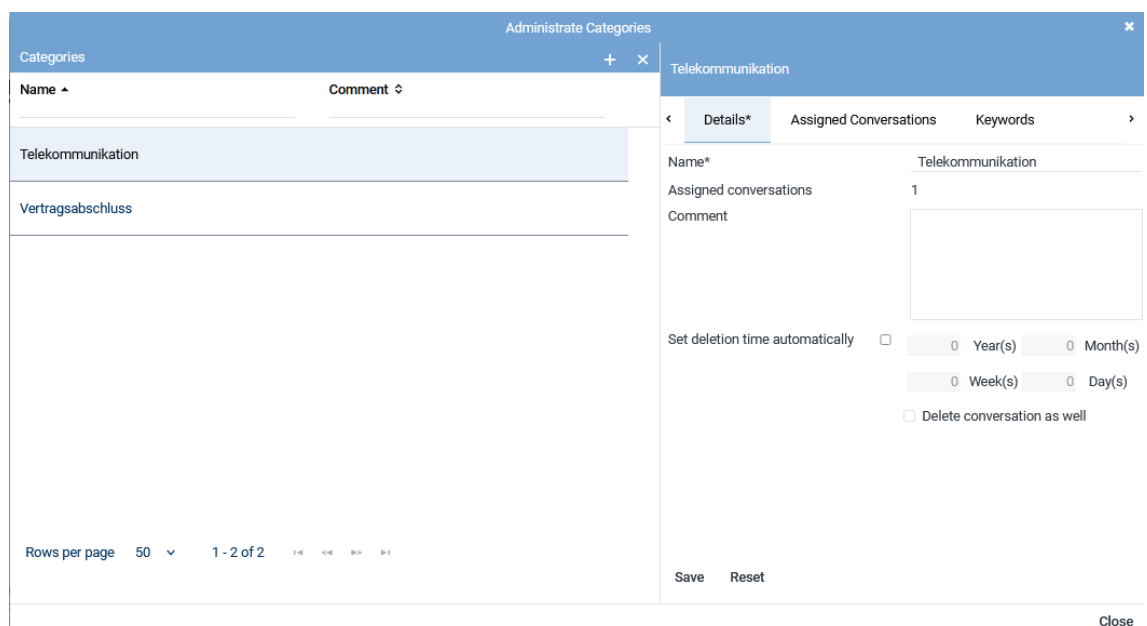 Administrate Categories
Categories
Telekommunikation
Name Comment
Details* Assigned Conversations Keywords
Telekommunikation
Vertragsabschluss
Name* Telekommunikation
Assigned conversations 1
Comment
Set deletion time automatically 0 Year(s) 0 Month(s)
0 Week(s) 0 Day(s)
Delete conversation as well
Rows per page 50 1 - 2 of 2
Save Reset
Close